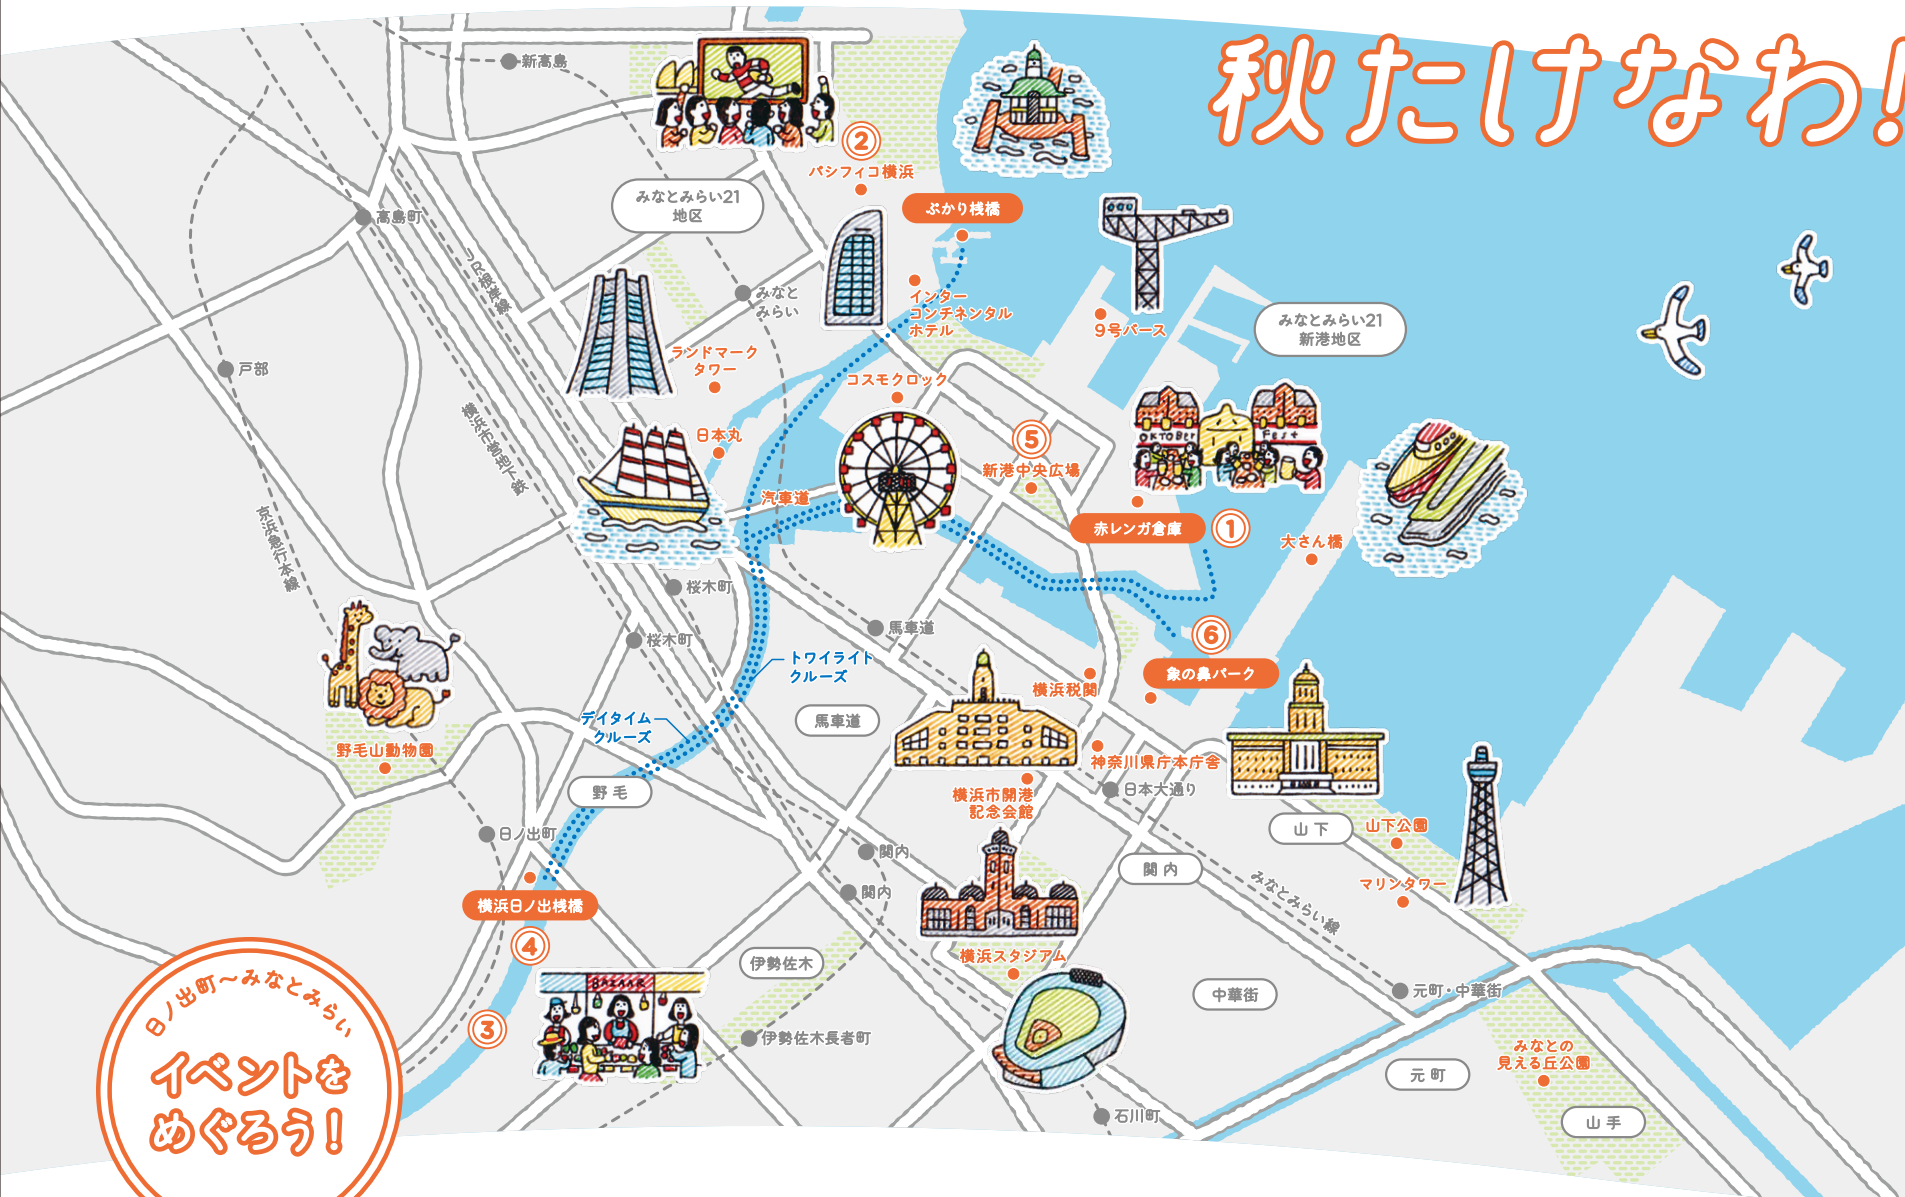 秋たけなわ!
新高島
②
パシフィコ横浜
みなとみらい21
地区
ぷかり桟橋
高島町
JR根岸線
みなと
みらい
インター
コンチネンタル
ホテル
9号バース
みなとみらい21
新港地区
戸部
ランドマーク
タワー
コスモクロック
日本丸
横浜市営地下鉄
汽車道
⑤
新港中央広場
OKTOBER
Fest
赤レンガ倉庫
①
大さん橋
京浜急行本線
桜木町
桜木町
馬車道
⑥
象の鼻パーク
トワイライト
クルーズ
横浜税関
デイタイム
クルーズ
馬車道
野毛山動物園
神奈川県庁本庁舎
日本大通り
野毛
横浜市開港
記念会館
日ノ出町
関内
関内
関内
山下
山下公園
マリンタワー
みなとみらい線
横浜日ノ出桟橋
④
伊勢佐木
横浜スタジアム
中華街
元町・中華街
BAZAAR
③
伊勢佐木長者町
みなとの
見える丘公園
元町
石川町
山手
日ノ出町~みなとみらい
イベントを
めぐろう!